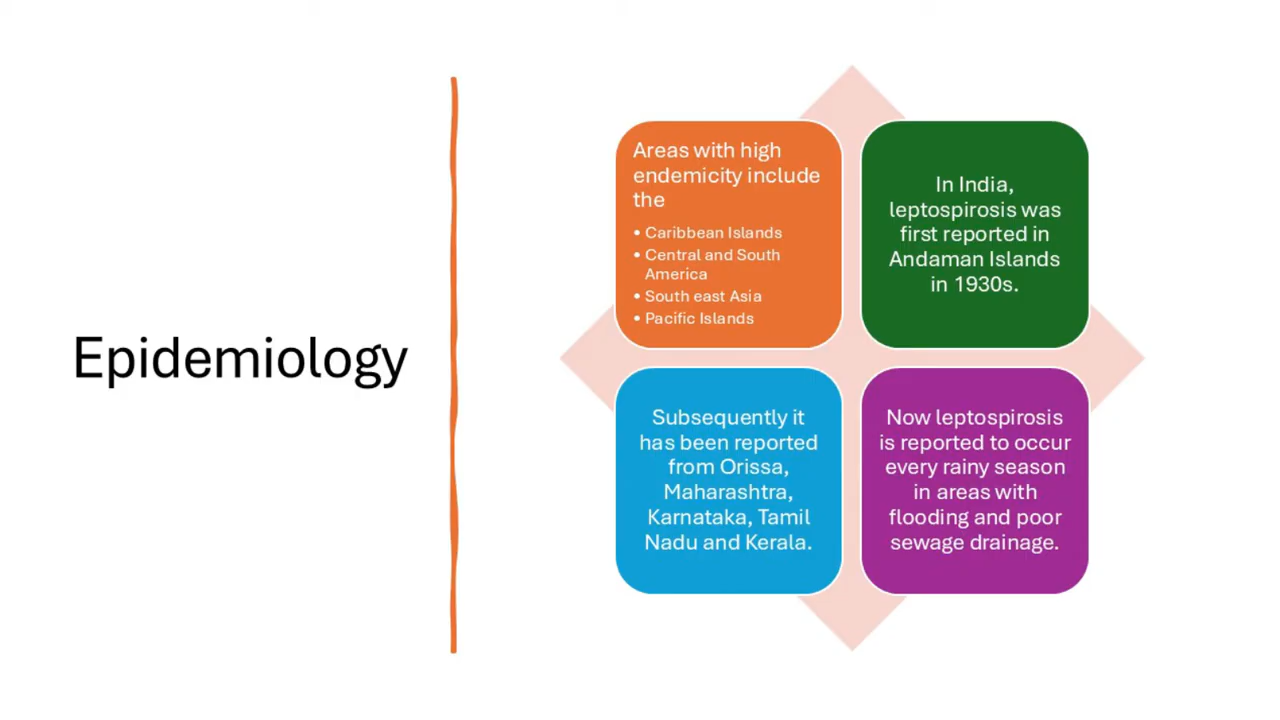 Epidemiology
Areas with high
endemicity include
the
• Caribbean Islands
• Central and South
America
• South east Asia
• Pacific Islands
In India,
leptospirosis was
first reported in
Andaman Islands
in 1930s.
Subsequently it
has been reported
from Orissa,
Maharashtra,
Karnataka, Tamil
Nadu and Kerala.
Now leptospirosis
is reported to occur
every rainy season
in areas with
flooding and poor
sewage drainage.